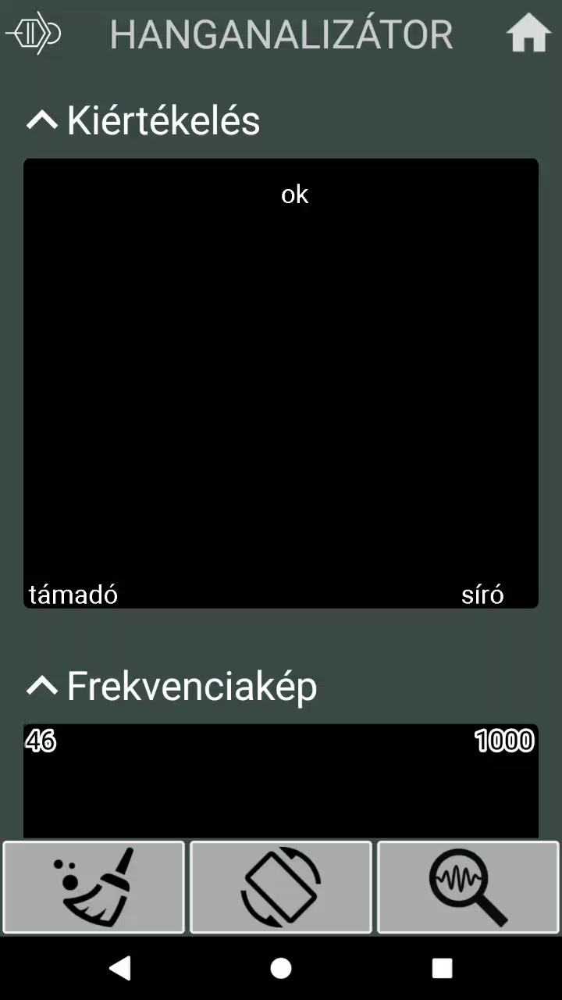 HANGANALIZÁTOR
Kiértékelés
ok
támadó síró
Frekvenciakép
46 1000